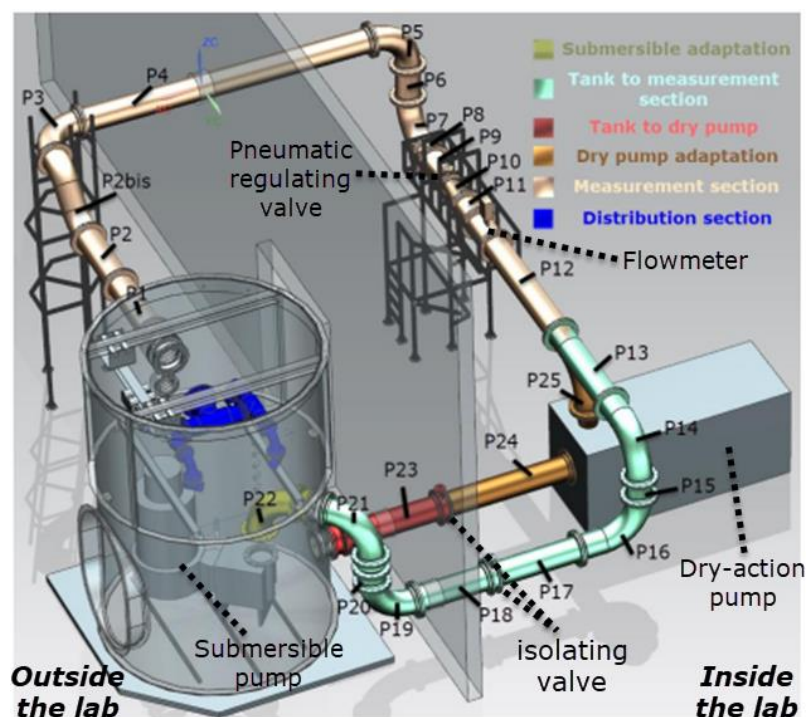 P5
P4
P6
P3
P7
P8
P9
P10
P11
P2bis
P2
P12
P1
P13
P25
P14
P24
P23
P15
P22
P21
P16
P17
P20
P18
P19
Submersible adaptation
Tank to measurement
section
Tank to dry pump
Dry pump adaptation
Measurement section
Distribution section
Pneumatic
regulating
valve
Flowmeter
Dry-action
pump
Submersible
pump
isolating
valve
Outside
the lab
Inside
the lab